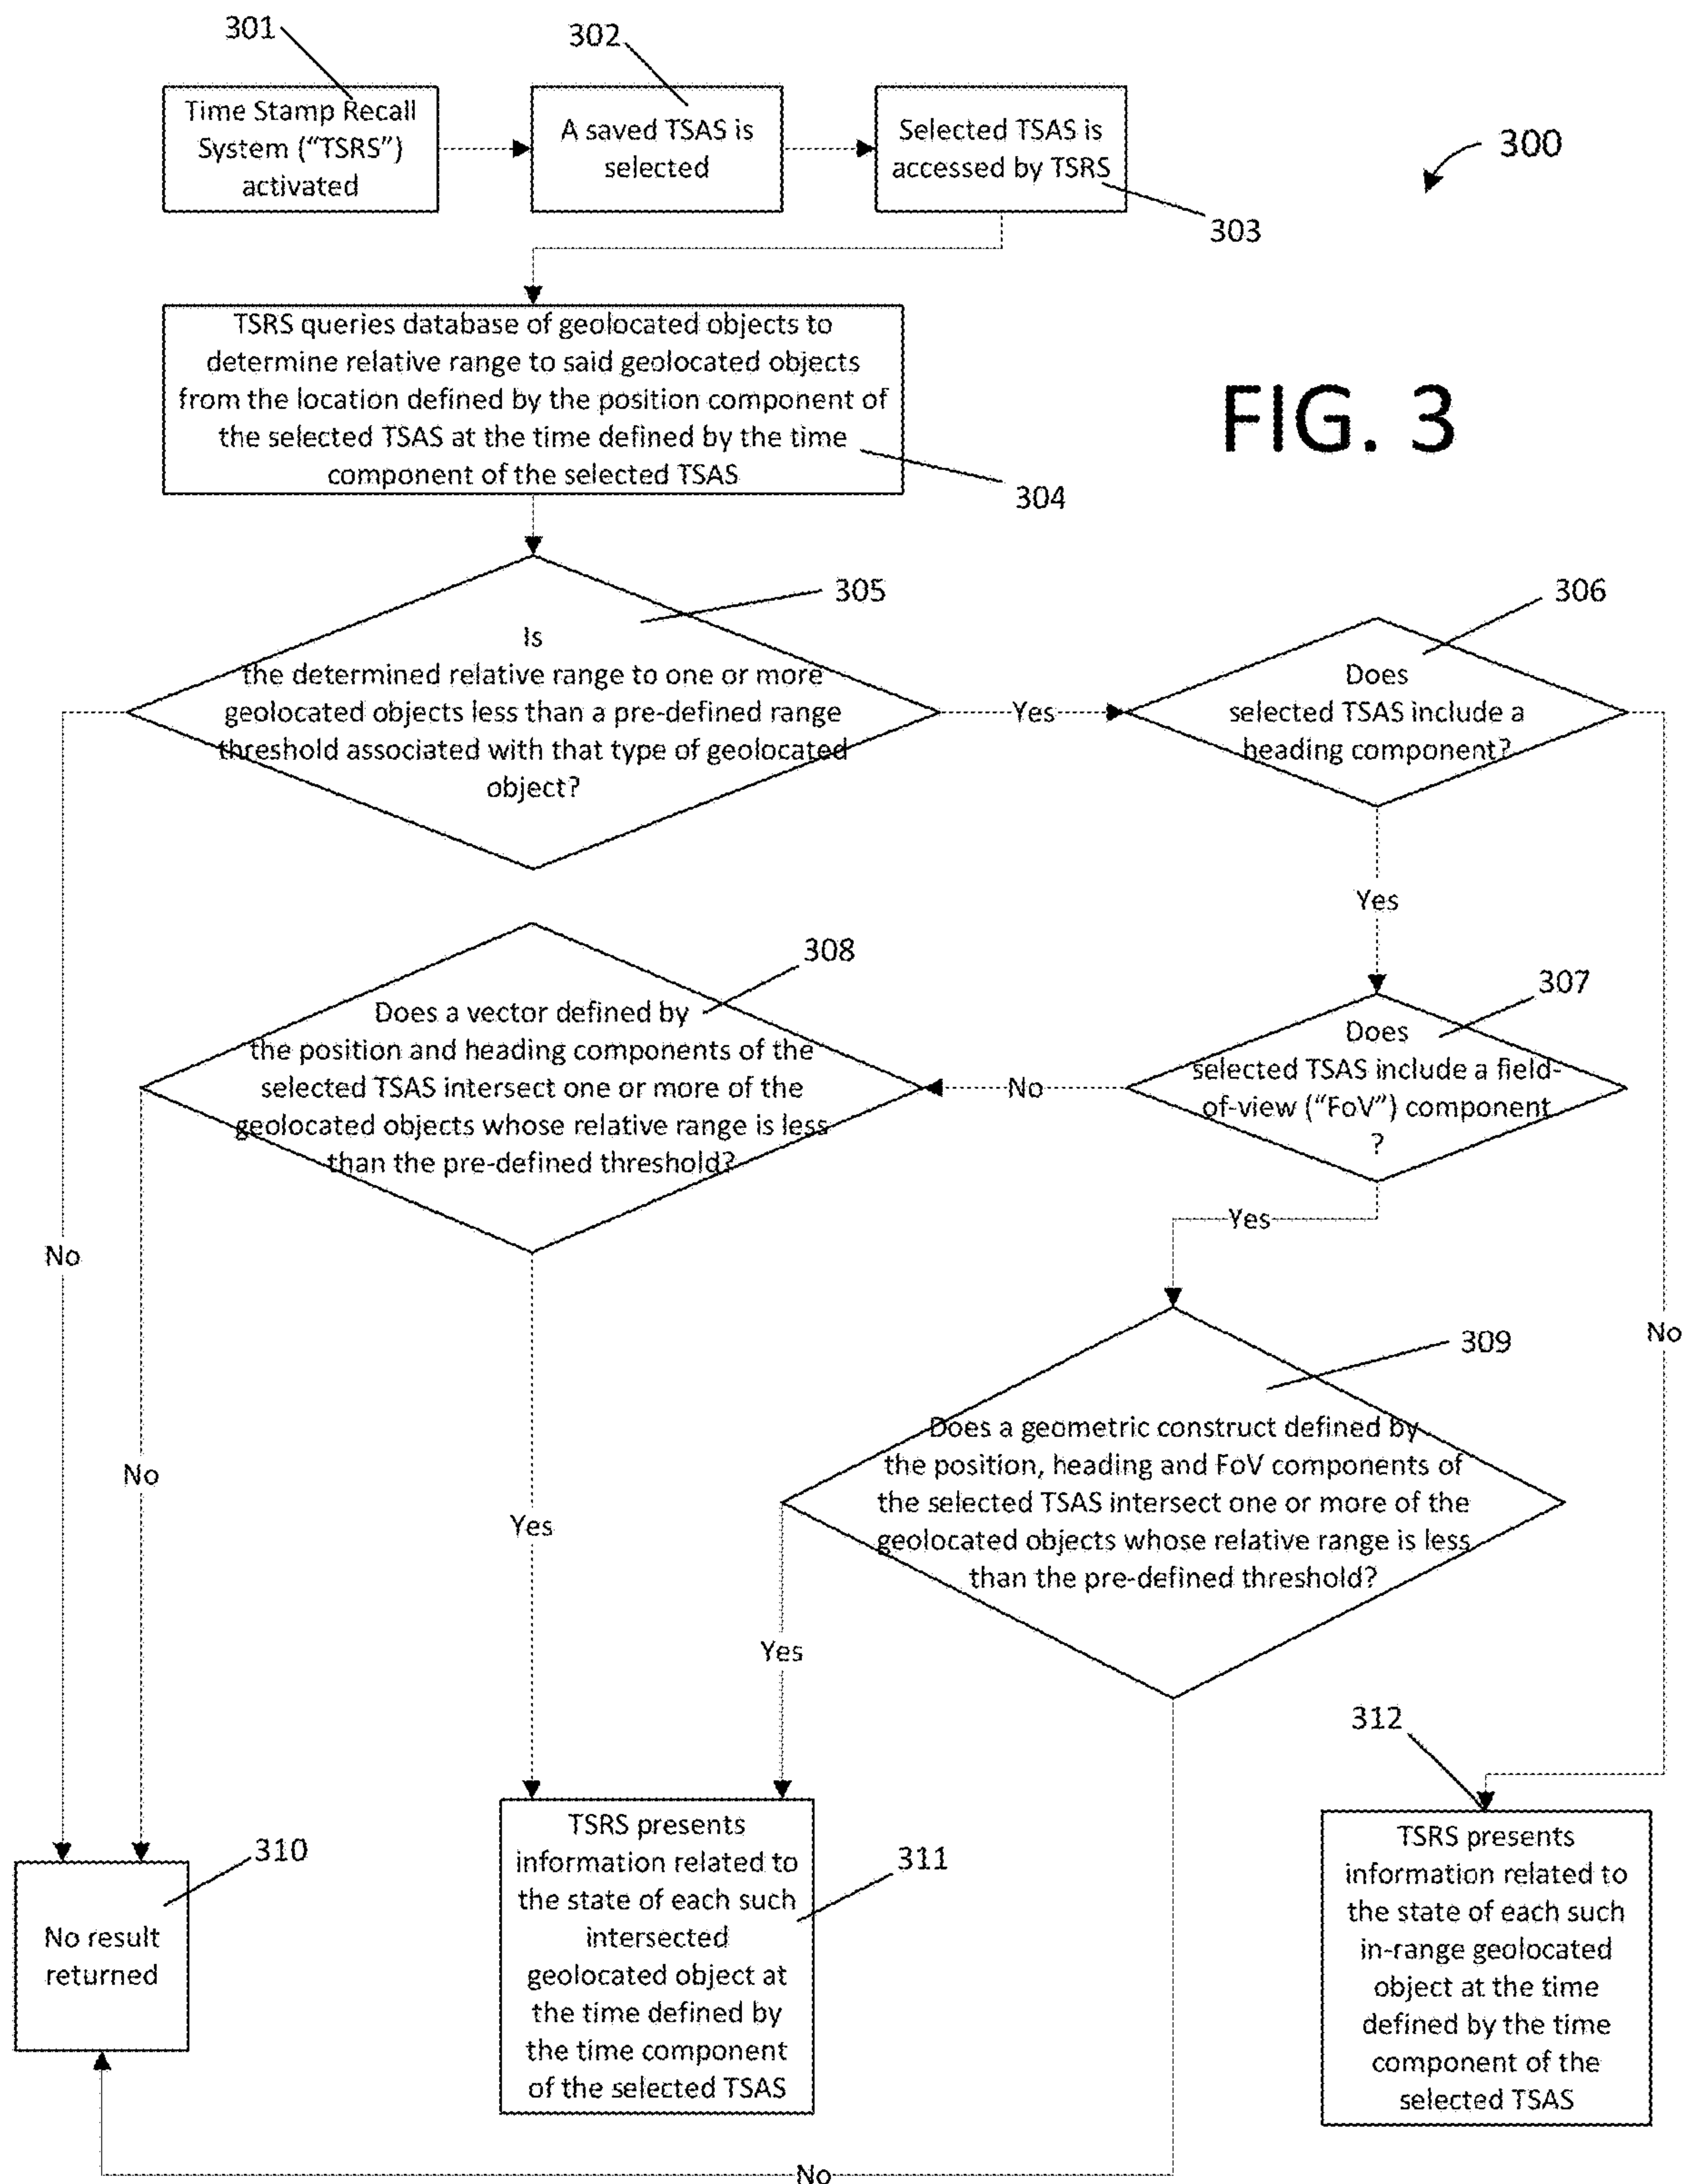 301
302
Time Stamp Recall
System (“TSRS”)
activated
A saved TSAS is
selected
Selected TSAS is
accessed by TSRS
300
303
TSRS queries database of geolocated objects to
determine relative range to said geolocated objects
from the location defined by the position component of
the selected TSAS at the time defined by the time
component of the selected TSAS
FIG. 3
304
305
306
Is
the determined relative range to one or more
geolocated objects less than a pre-defined range
threshold associated with that type of geolocated
object?
Yes
Does
selected TSAS include a
heading component?
Yes
308
307
Does a vector defined by
the position and heading components of the
selected TSAS intersect one or more of the
geolocated objects whose relative range is less
than the pre-defined threshold?
No
Does
selected TSAS include a field-
of-view (“FoV”) component
?
Yes
No
No
309
No
Yes
Does a geometric construct defined by
the position, heading and FoV components of
the selected TSAS intersect one or more of the
geolocated objects whose relative range is less
than the pre-defined threshold?
Yes
312
310
311
No result
returned
TSRS presents
information related to
the state of each such
intersected
geolocated object at
the time defined by
the time component
of the selected TSAS
TSRS presents
information related to
the state of each such
in-range geolocated
object at the time
defined by the time
component of the
selected TSAS
No